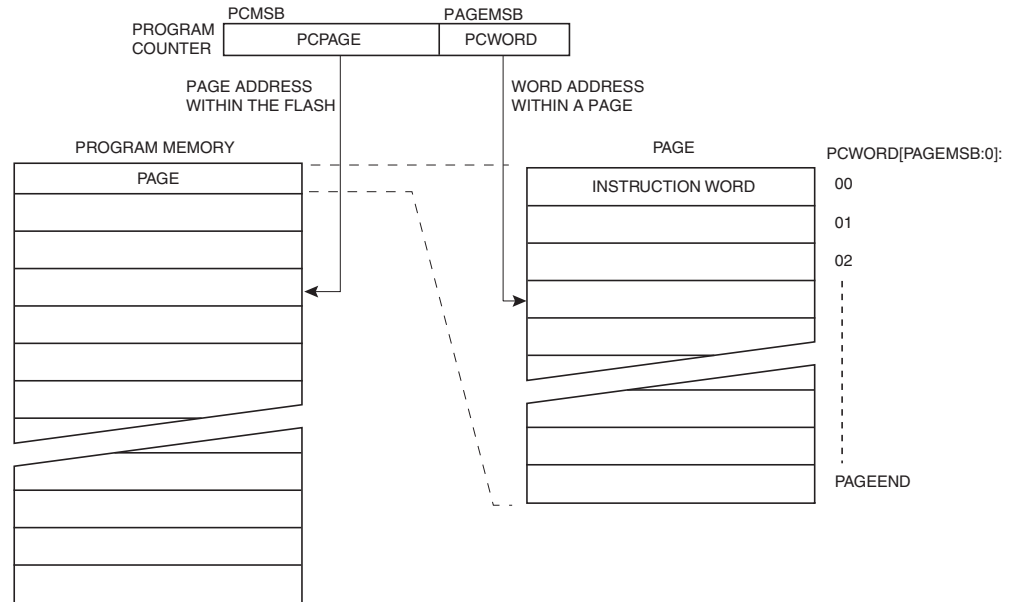 PCMSB
PAGEMSB
PROGRAM
COUNTER
PCPAGE
PCWORD
PAGE ADDRESS
WITHIN THE FLASH
WORD ADDRESS
WITHIN A PAGE
PROGRAM MEMORY
PAGE
PAGE
INSTRUCTION WORD
PCWORD[PAGEMSB:0]:
00
01
02
PAGEEND